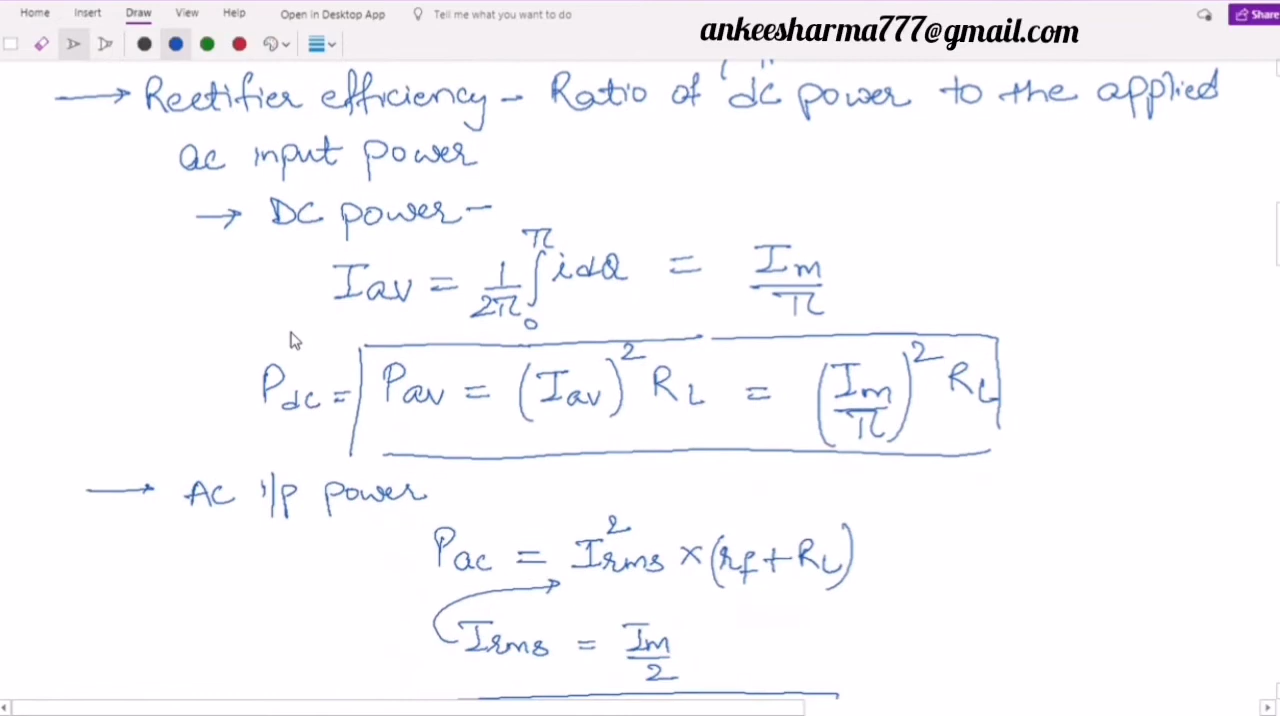 Home Insert Draw View Help Open in Desktop App Tell me what you want to do Share
ankeesharma777@gmail.com
→ Rectifier efficiency - Ratio of "dc" power to the applied
ac input power
→ DC power -
Iav = 1/2π ∫₀^π i dθ = Im/π
Pdc = Pav = (Iav)² RL = (Im/π)² RL
→ AC i/p power
Pac = I²rms × (rf + RL)
Irms = Im/2